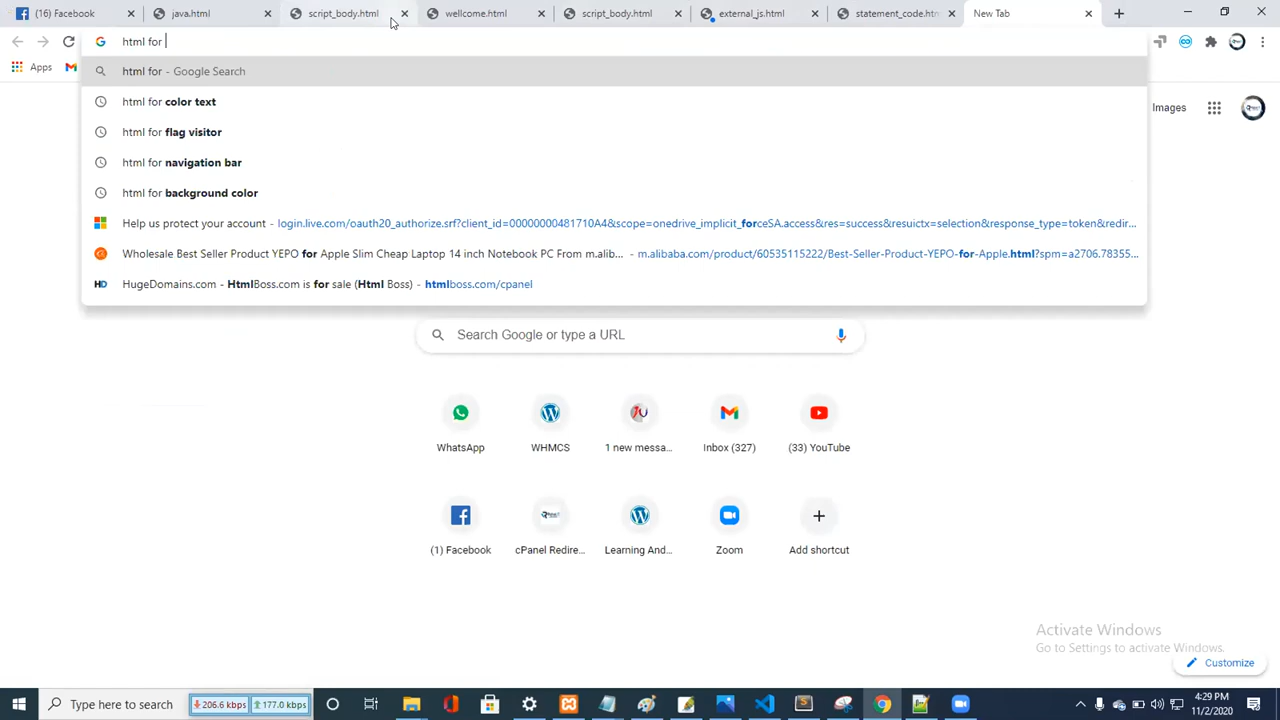 (16) Facebook
java.html
script_body.html
wellcome.html
script_body.html
external_js.html
statement_code.htm
New Tab
html for
Apps
html for - Google Search
html for color text
html for flag visitor
html for navigation bar
html for background color
Help us protect your account - login.live.com/oauth20_authorize.srf?client_id=00000000481710A4&scope=onedrive_implicit_forceSA.access&res=success&resuictx=selection&response_type=token&redir...
Wholesale Best Seller Product YEPO for Apple Slim Cheap Laptop 14 inch Notebook PC From m.alib... - m.alibaba.com/product/60535115222/Best-Seller-Product-YEPO-for-Apple.html?spm=a2706.78355...
HugeDomains.com - HtmlBoss.com is for sale (Html Boss) - htmlboss.com/cpanel
Images
Search Google or type a URL
WhatsApp
WHMCS
1 new messa...
Inbox (327)
(33) YouTube
(1) Facebook
cPanel Redire...
Learning And...
Zoom
Add shortcut
Activate Windows
Go to Settings to activate Windows.
Customize
Type here to search
206.6 kbps
177.0 kbps
4:29 PM
11/2/2020